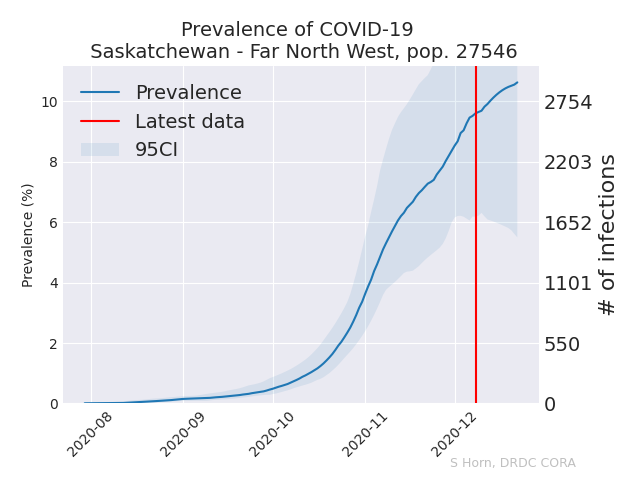 Prevalence of COVID-19
Saskatchewan - Far North West, pop. 27546
Prevalence
Latest data
95CI
Prevalence (%)
10
8
6
4
2
0
2754
2203
1652
1101
550
0
# of infections
2020-08
2020-09
2020-10
2020-11
2020-12
S Horn, DRDC CORA